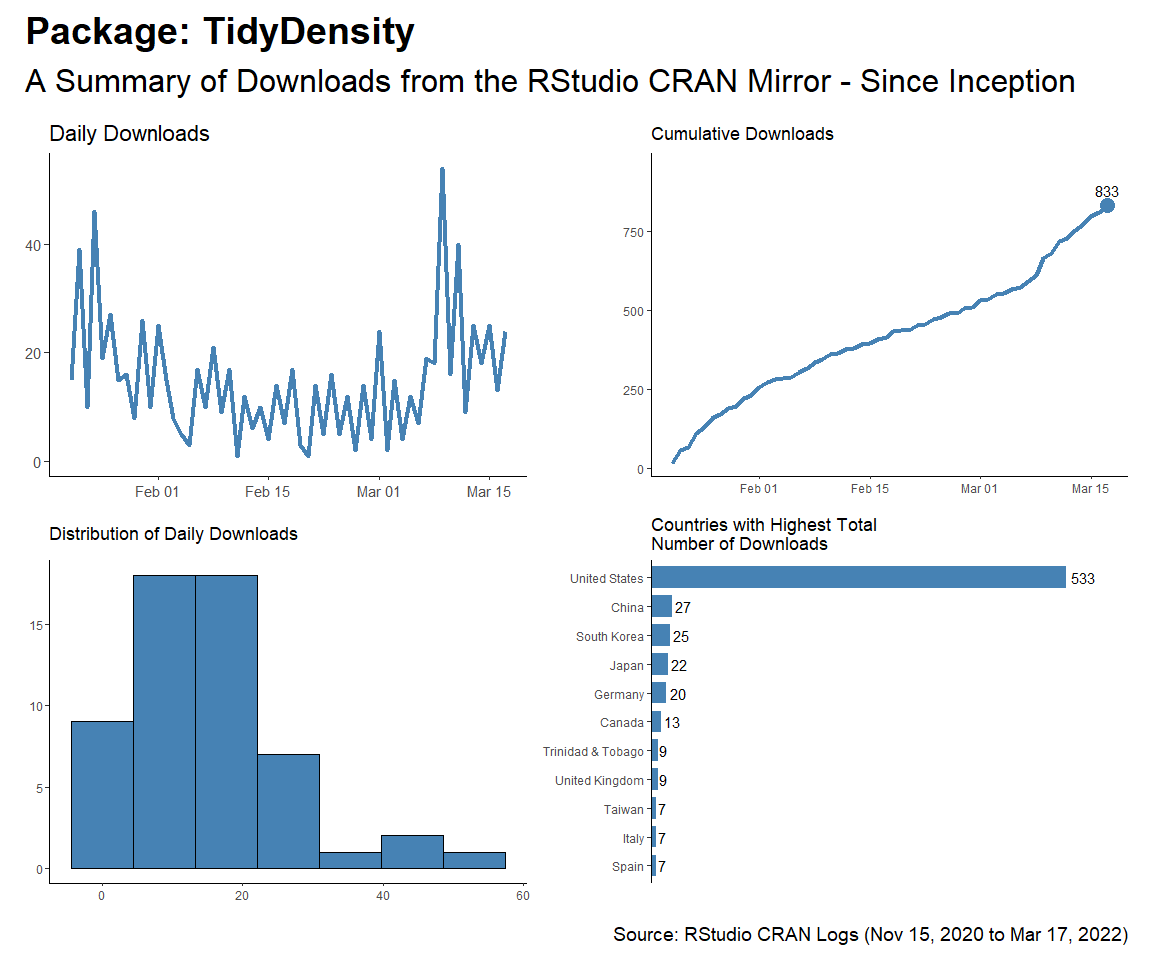 Package: TidyDensity
A Summary of Downloads from the RStudio CRAN Mirror - Since Inception
Daily Downloads
40
20
0
Feb 01
Feb 15
Mar 01
Mar 15
Cumulative Downloads
833
750
500
250
0
Feb 01
Feb 15
Mar 01
Mar 15
Distribution of Daily Downloads
15
10
5
0
0
20
40
60
Countries with Highest Total
Number of Downloads
United States 533
China 27
South Korea 25
Japan 22
Germany 20
Canada 13
Trinidad & Tobago 9
United Kingdom 9
Taiwan 7
Italy 7
Spain 7
Source: RStudio CRAN Logs (Nov 15, 2020 to Mar 17, 2022)